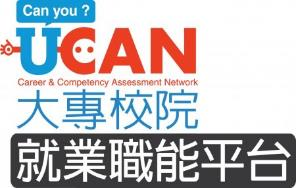 Can you ?
UCAN
Career & Competency Assessment Network
大專校院
就業職能平台